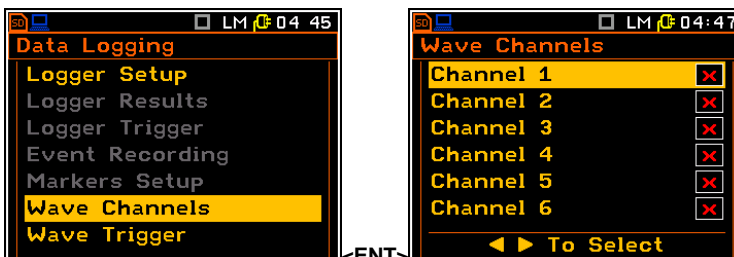 SD LM 04 45
Data Logging
Logger Setup
Logger Results
Logger Trigger
Event Recording
Markers Setup
Wave Channels
Wave Trigger
<ENT>
SD LM 04:47
Wave Channels
Channel 1
Channel 2
Channel 3
Channel 4
Channel 5
Channel 6
To Select